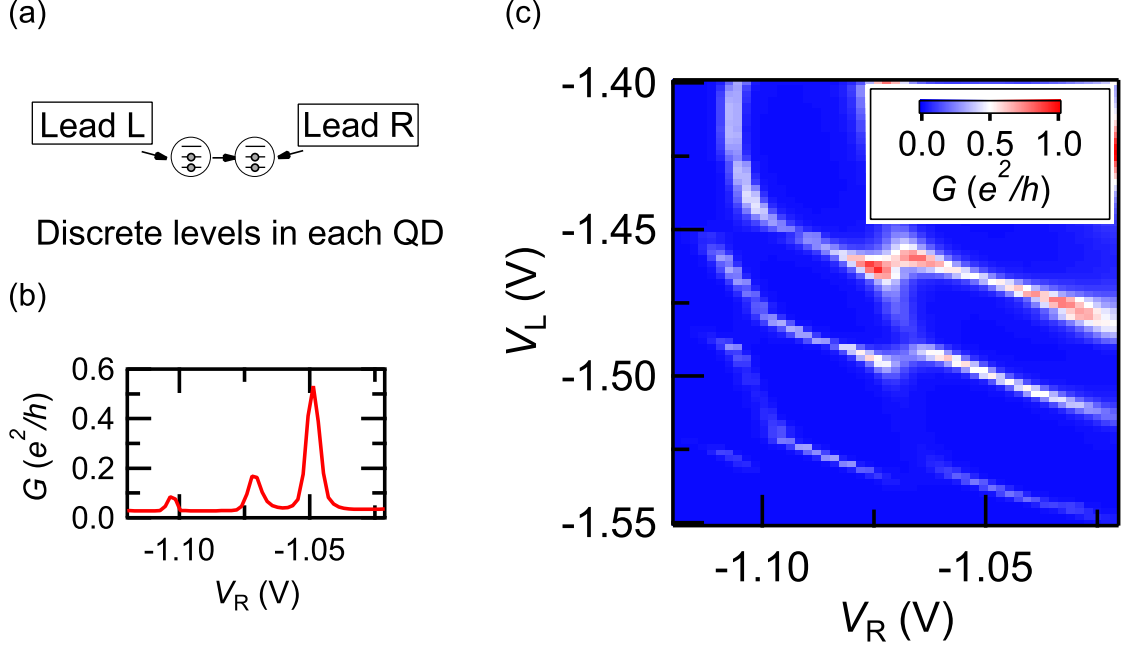 (a)
Lead L
Lead R
Discrete levels in each QD
(b)
G (e²/h)
0.6
0.4
0.2
0.0
-1.10
-1.05
V_R (V)
(c)
V_L (V)
-1.40
-1.45
-1.50
-1.55
0.0 0.5 1.0
G (e²/h)
-1.10
-1.05
V_R (V)